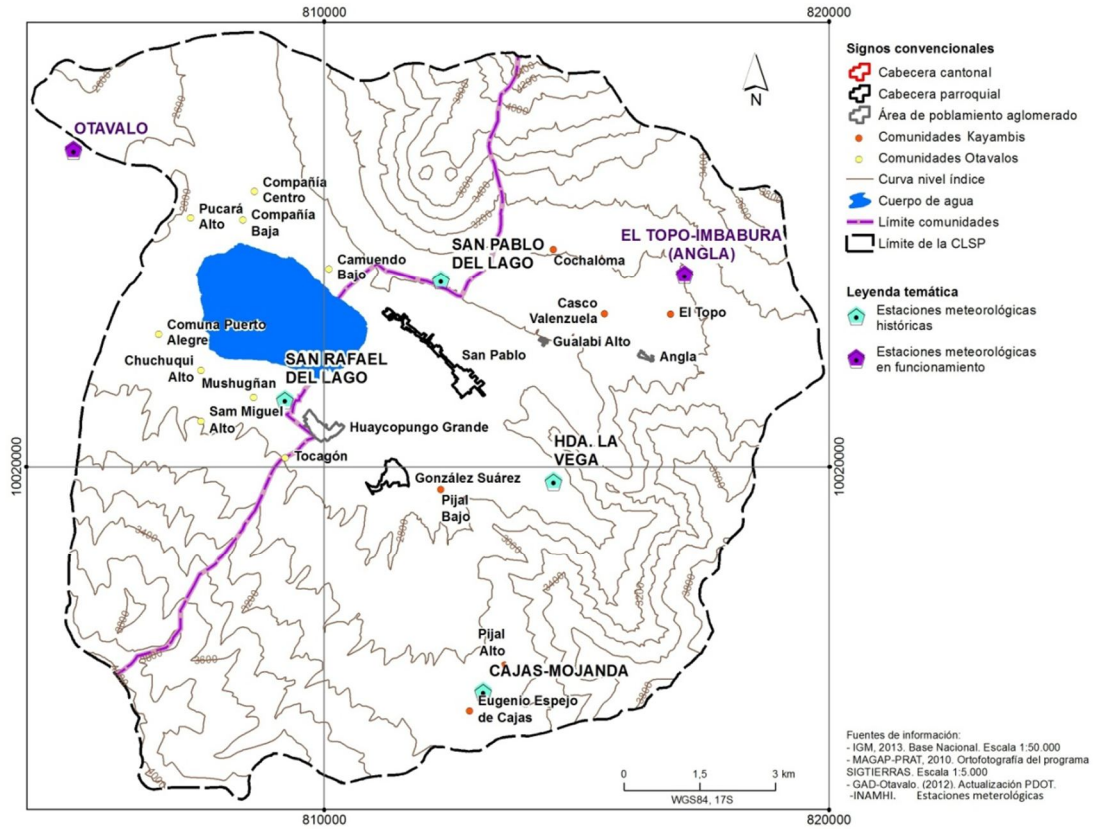 810000
820000
OTAVALO
Compañía
Centro
Pucará
Alto
Compañía
Baja
SAN PABLO
DEL LAGO
EL TOPO-IMBABURA
(ANGLA)
Cochaloma
Camuendo
Bajo
Casco
Valenzuela
El Topo
Comuna Puerto
Alegre
Gualabi Alto
San Pablo
Angla
Chuchuqui
Alto
SAN RAFAEL
DEL LAGO
Mushugñan
Sam Miguel
Alto
Huaycopungo Grande
HDA. LA
VEGA
Tocagón
González Suárez
Pijal
Bajo
10020000
10020000
Pijal
Alto
CAJAS-MOJANDA
Eugenio Espejo
de Cajas
N
0 1,5 3 km
WGS84, 17S
810000
820000
Signos convencionales
Cabecera cantonal
Cabecera parroquial
Área de poblamiento aglomerado
Comunidades Kayambis
Comunidades Otavalos
Curva nivel índice
Cuerpo de agua
Límite comunidades
Límite de la CLSP
Leyenda temática
Estaciones meteorológicas
históricas
Estaciones meteorológicas
en funcionamiento
Fuentes de información:
- IGM, 2013. Base Nacional. Escala 1:50.000
- MAGAP-PRAT, 2010. Ortofotografía del programa
SIGTIERRAS. Escala 1:5.000
- GAD-Otavalo. (2012). Actualización PDOT.
-INAMHI. Estaciones meterológicas